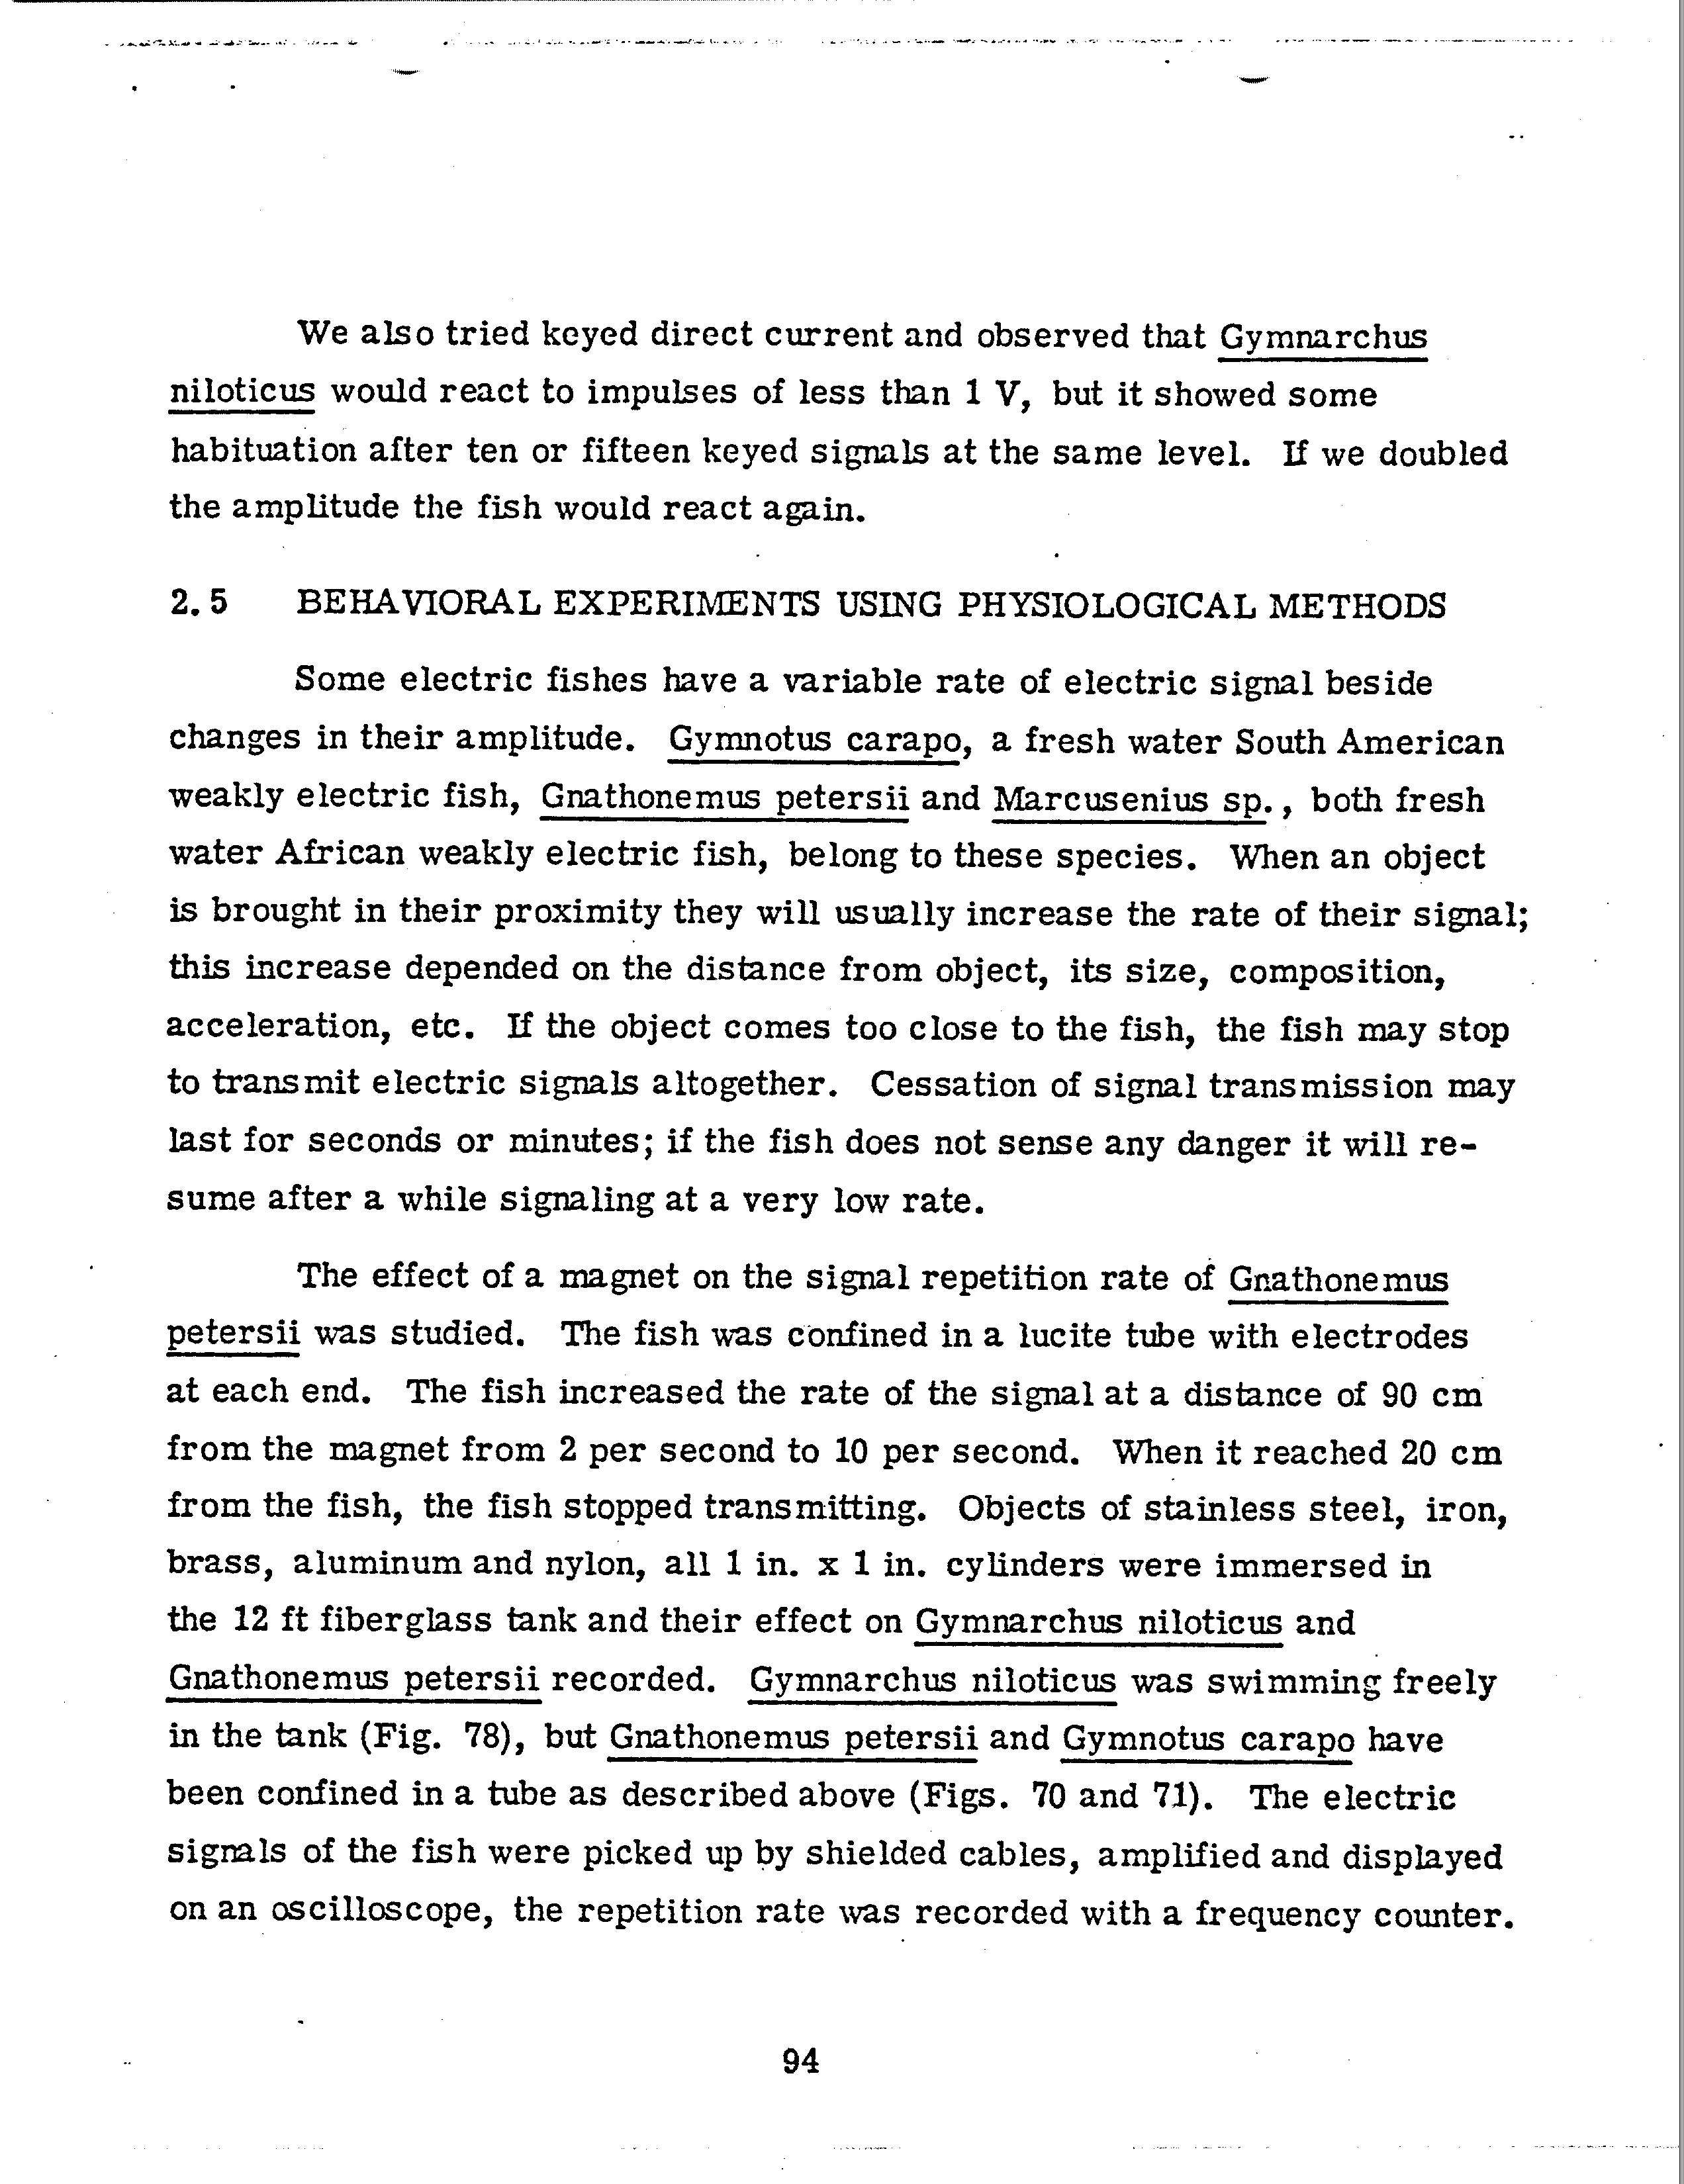 We also tried keyed direct current and observed that Gymnarchus
niloticus would react to impulses of less than 1 V, but it showed some
habituation after ten or fifteen keyed signals at the same level. If we doubled
the amplitude the fish would react again.
2.5 BEHAVIORAL EXPERIMENTS USING PHYSIOLOGICAL METHODS
Some electric fishes have a variable rate of electric signal beside
changes in their amplitude. Gymnotus carapo, a fresh water South American
weakly electric fish, Gnathonemus petersii and Marcusenius sp., both fresh
water African weakly electric fish, belong to these species. When an object
is brought in their proximity they will usually increase the rate of their signal;
this increase depended on the distance from object, its size, composition,
acceleration, etc. If the object comes too close to the fish, the fish may stop
to transmit electric signals altogether. Cessation of signal transmission may
last for seconds or minutes; if the fish does not sense any danger it will re-
sume after a while signaling at a very low rate.
The effect of a magnet on the signal repetition rate of Gnathonemus
petersii was studied. The fish was confined in a lucite tube with electrodes
at each end. The fish increased the rate of the signal at a distance of 90 cm
from the magnet from 2 per second to 10 per second. When it reached 20 cm
from the fish, the fish stopped transmitting. Objects of stainless steel, iron,
brass, aluminum and nylon, all 1 in. x 1 in. cylinders were immersed in
the 12 ft fiberglass tank and their effect on Gymnarchus niloticus and
Gnathonemus petersii recorded. Gymnarchus niloticus was swimming freely
in the tank (Fig. 78), but Gnathonemus petersii and Gymnotus carapo have
been confined in a tube as described above (Figs. 70 and 71). The electric
signals of the fish were picked up by shielded cables, amplified and displayed
on an oscilloscope, the repetition rate was recorded with a frequency counter.
94